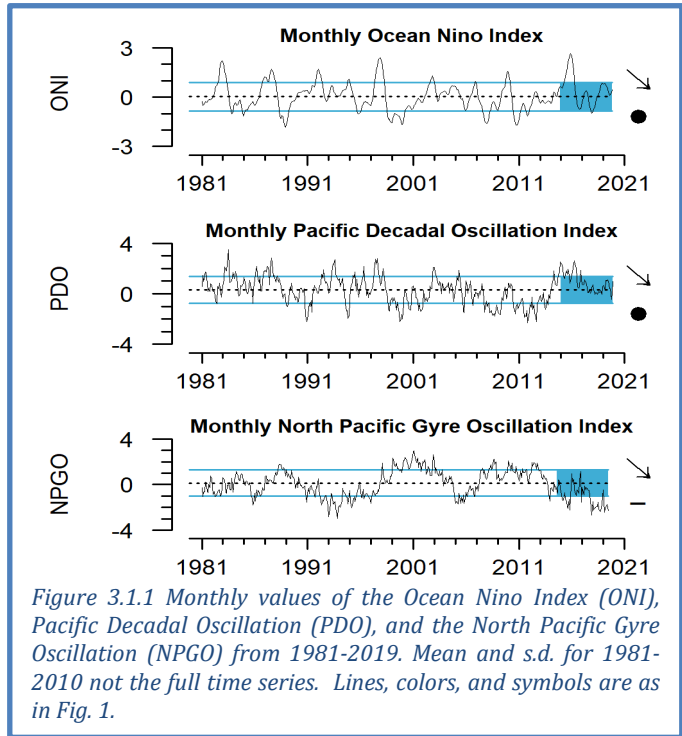 Monthly Ocean Nino Index
3
0
-3
ONI
1981 1991 2001 2011 2021
Monthly Pacific Decadal Oscillation Index
4
0
-4
PDO
1981 1991 2001 2011 2021
Monthly North Pacific Gyre Oscillation Index
4
0
-4
NPGO
1981 1991 2001 2011 2021
Figure 3.1.1 Monthly values of the Ocean Nino Index (ONI),
Pacific Decadal Oscillation (PDO), and the North Pacific Gyre
Oscillation (NPGO) from 1981-2019. Mean and s.d. for 1981-
2010 not the full time series. Lines, colors, and symbols are as
in Fig. 1.